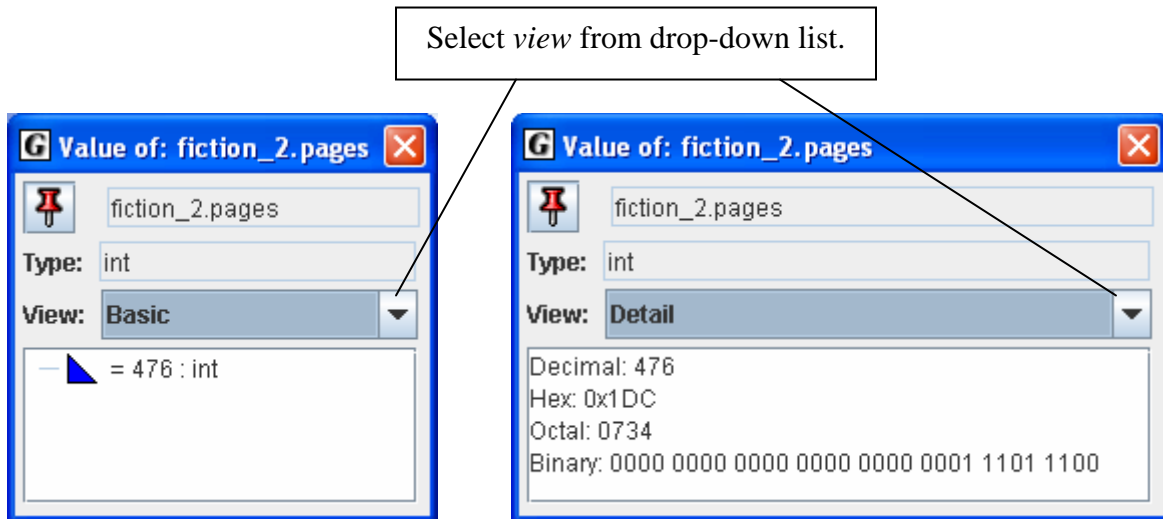 Select view from drop-down list.
G Value of: fiction_2.pages
fiction_2.pages
Type: int
View: Basic
= 476 : int
G Value of: fiction_2.pages
fiction_2.pages
Type: int
View: Detail
Decimal: 476
Hex: 0x1DC
Octal: 0734
Binary: 0000 0000 0000 0000 0000 0001 1101 1100